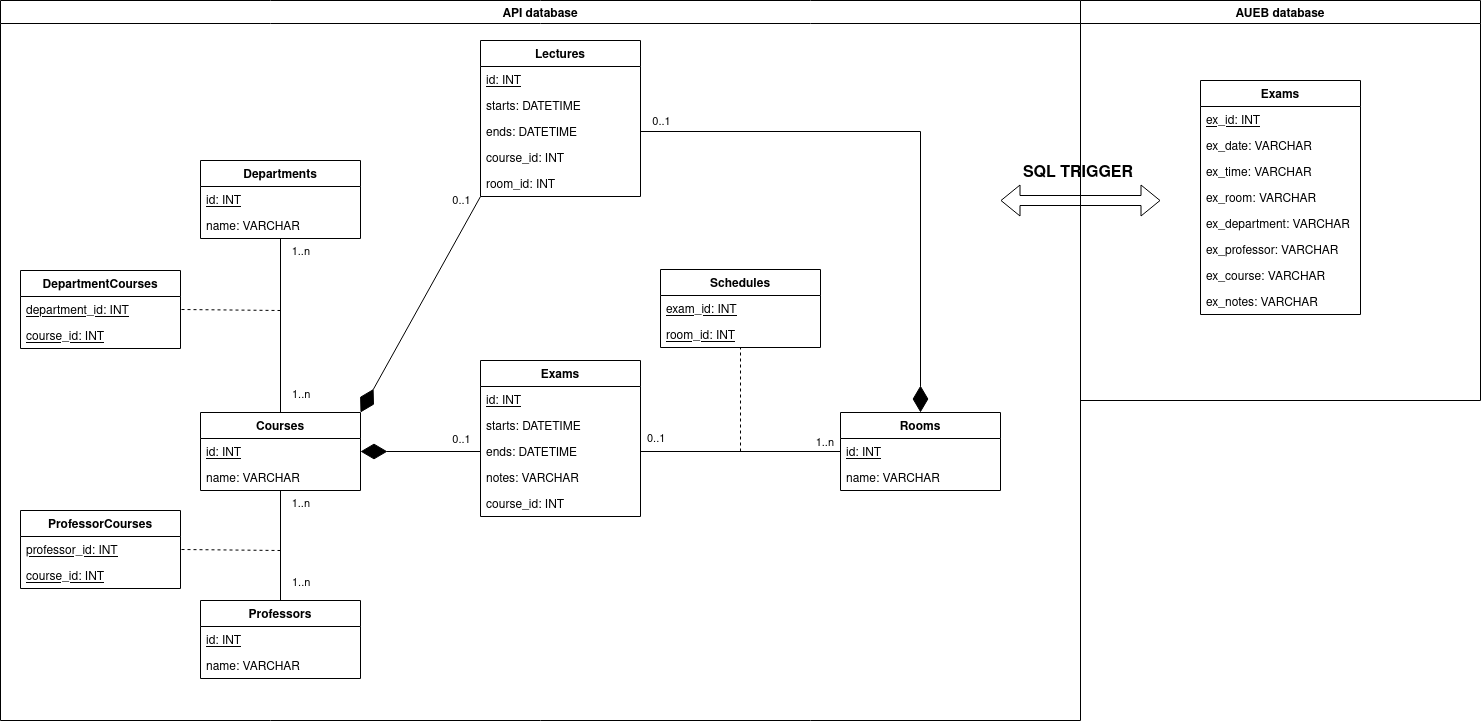 API database
AUEB database
Lectures
id: INT
starts: DATETIME
ends: DATETIME
course_id: INT
room_id: INT
0..1
0..1
Departments
id: INT
name: VARCHAR
1..n
DepartmentCourses
department_id: INT
course_id: INT
1..n
Schedules
exam_id: INT
room_id: INT
Exams
id: INT
starts: DATETIME
ends: DATETIME
notes: VARCHAR
course_id: INT
0..1
0..1
1..n
Courses
id: INT
name: VARCHAR
1..n
Rooms
id: INT
name: VARCHAR
ProfessorCourses
professor_id: INT
course_id: INT
1..n
Professors
id: INT
name: VARCHAR
SQL TRIGGER
Exams
ex_id: INT
ex_date: VARCHAR
ex_time: VARCHAR
ex_room: VARCHAR
ex_department: VARCHAR
ex_professor: VARCHAR
ex_course: VARCHAR
ex_notes: VARCHAR